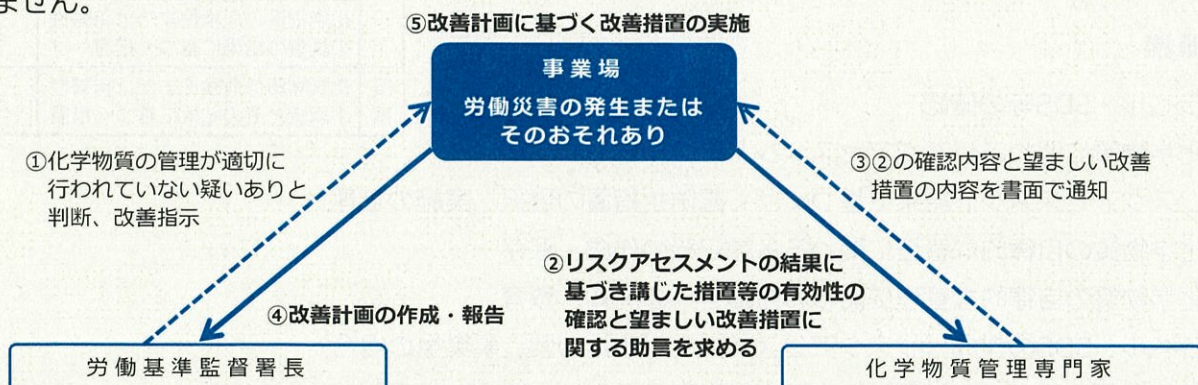 ません。
⑤改善計画に基づく改善措置の実施
事業場
労働災害の発生または
そのおそれあり
①化学物質の管理が適切に
行われていない疑いありと
判断、改善指示
③②の確認内容と望ましい改善
措置の内容を書面で通知
②リスクアセスメントの結果に
基づき講じた措置等の有効性の
確認と望ましい改善措置に
関する助言を求める
④改善計画の作成・報告
労働基準監督署長
化学物質管理専門家